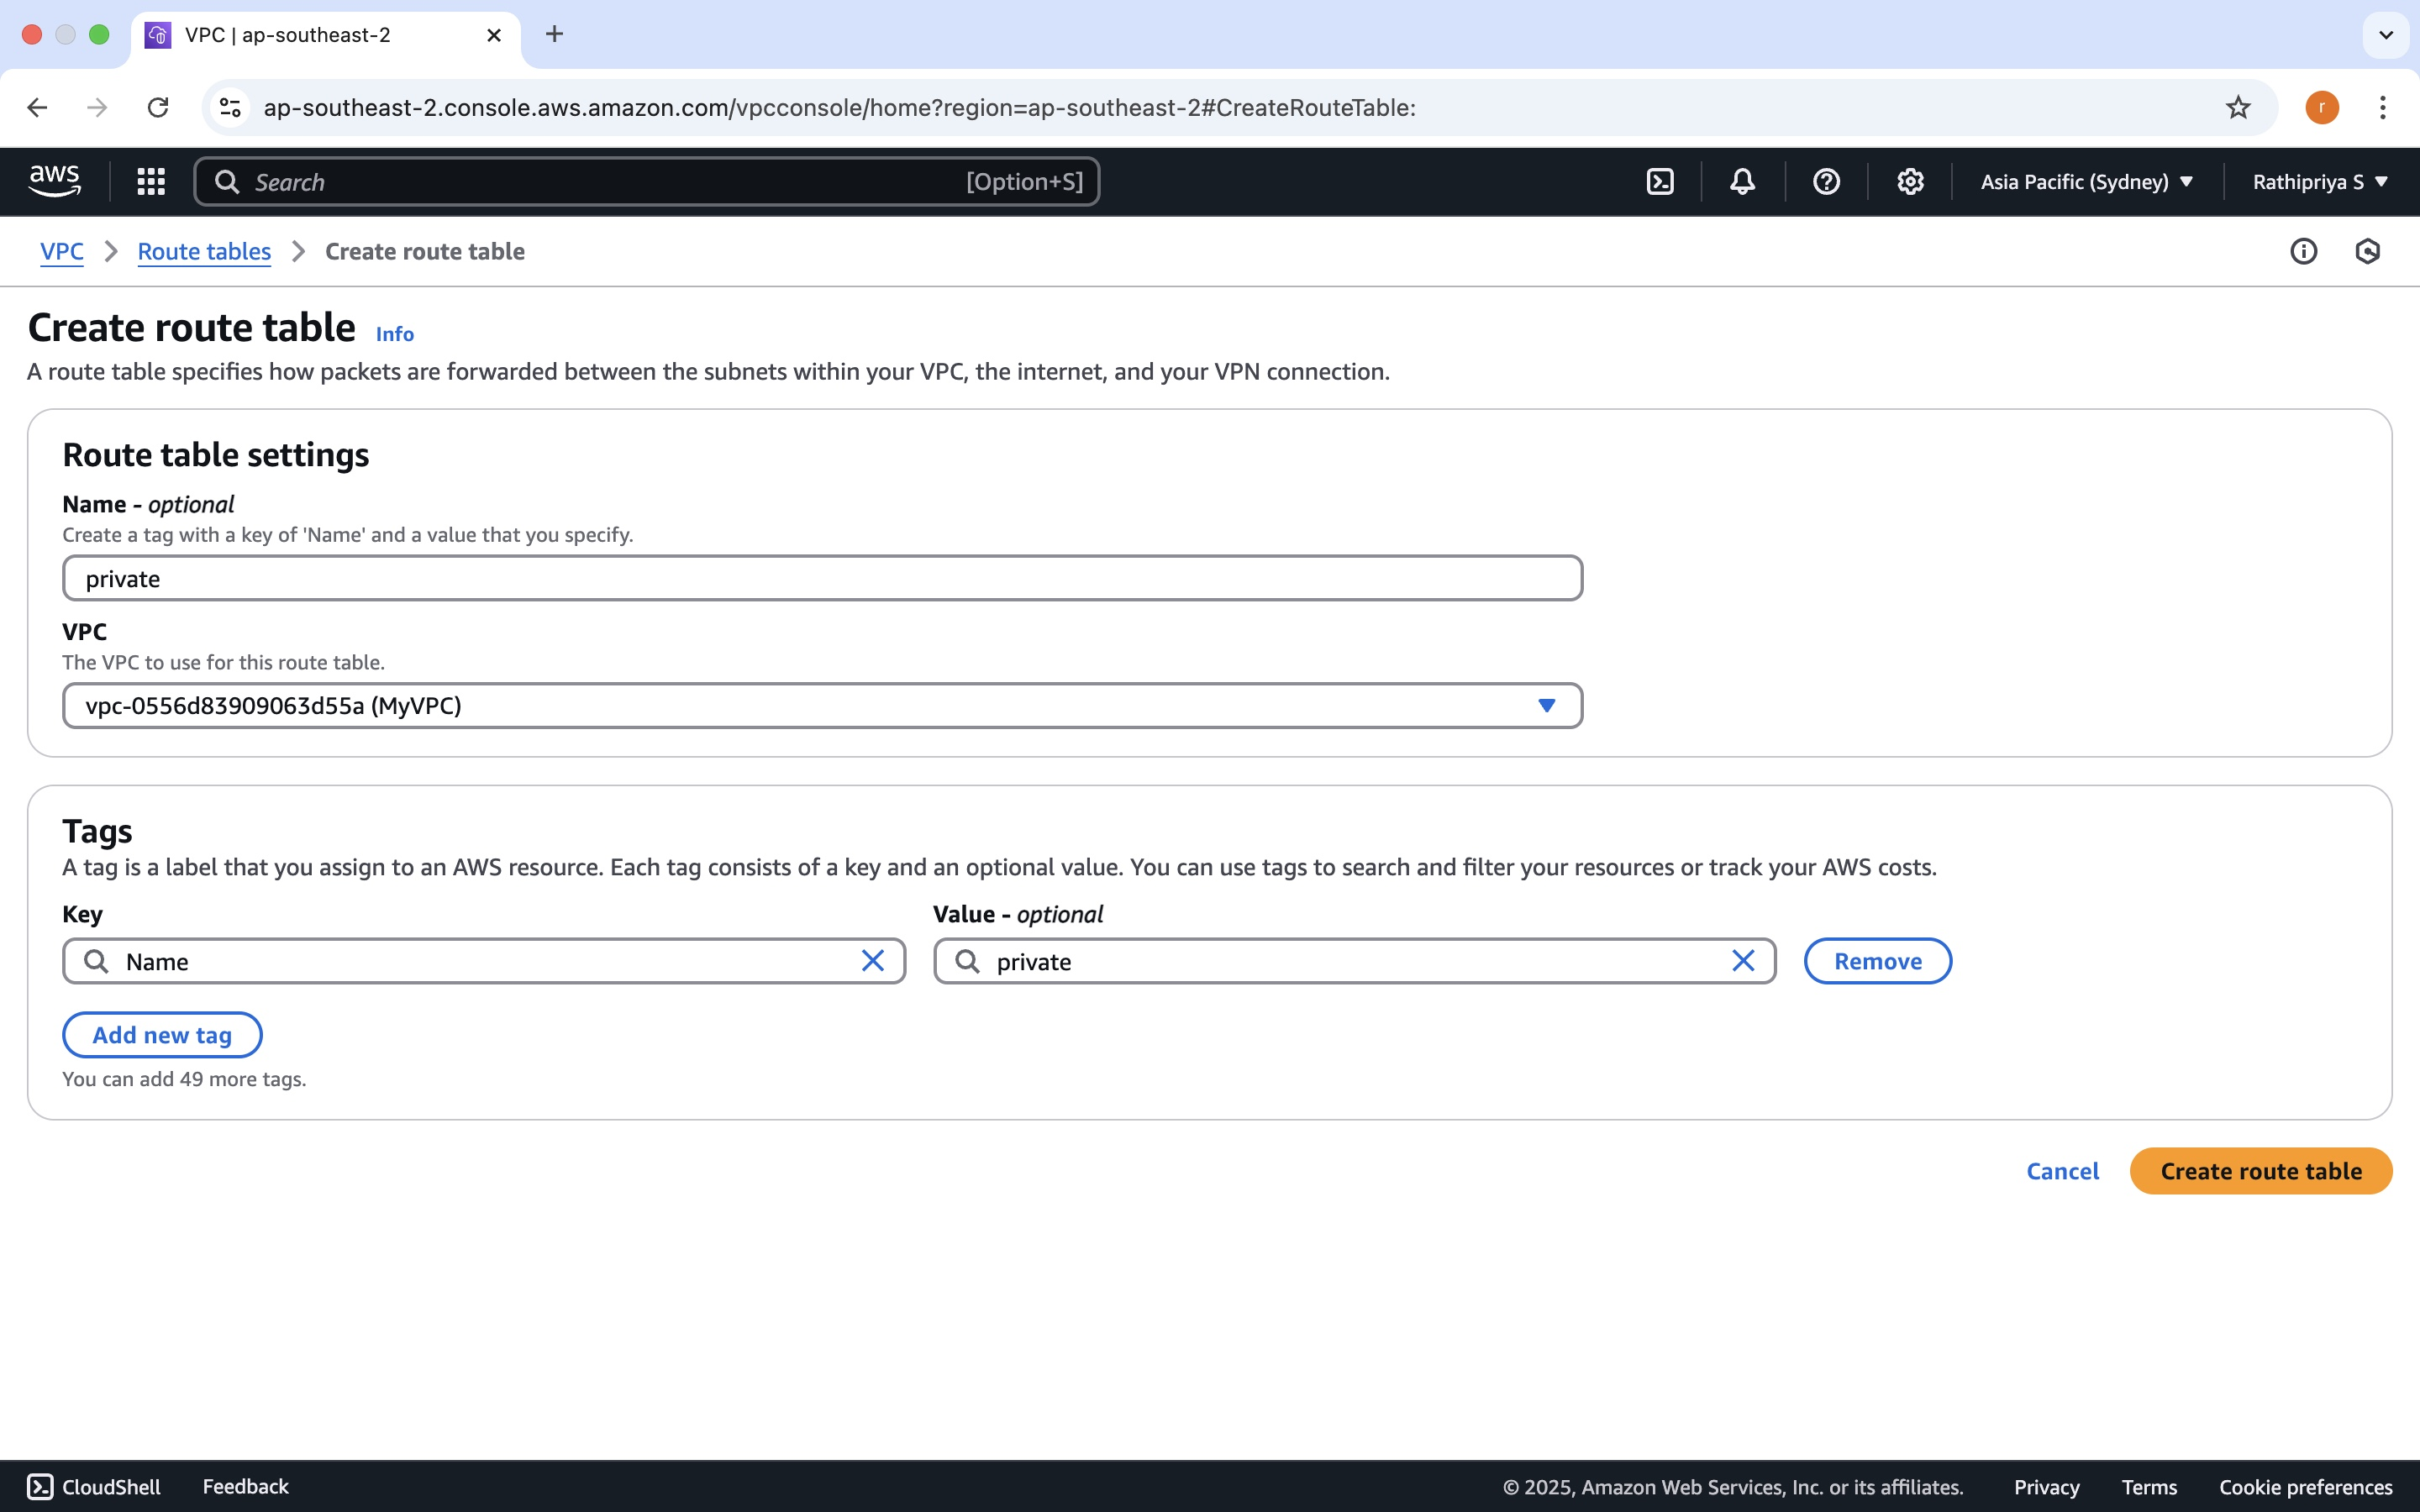 VPC | ap-southeast-2
ap-southeast-2.console.aws.amazon.com/vpcconsole/home?region=ap-southeast-2#CreateRouteTable:
r
aws
Search
[Option+S]
Asia Pacific (Sydney)
Rathipriya S
VPC
Route tables
Create route table
Create route table
Info
A route table specifies how packets are forwarded between the subnets within your VPC, the internet, and your VPN connection.
Route table settings
Name - optional
Create a tag with a key of 'Name' and a value that you specify.
private
VPC
The VPC to use for this route table.
vpc-0556d83909063d55a (MyVPC)
Tags
A tag is a label that you assign to an AWS resource. Each tag consists of a key and an optional value. You can use tags to search and filter your resources or track your AWS costs.
Key
Value - optional
Name
private
Remove
Add new tag
You can add 49 more tags.
Cancel
Create route table
CloudShell
Feedback
© 2025, Amazon Web Services, Inc. or its affiliates.
Privacy
Terms
Cookie preferences